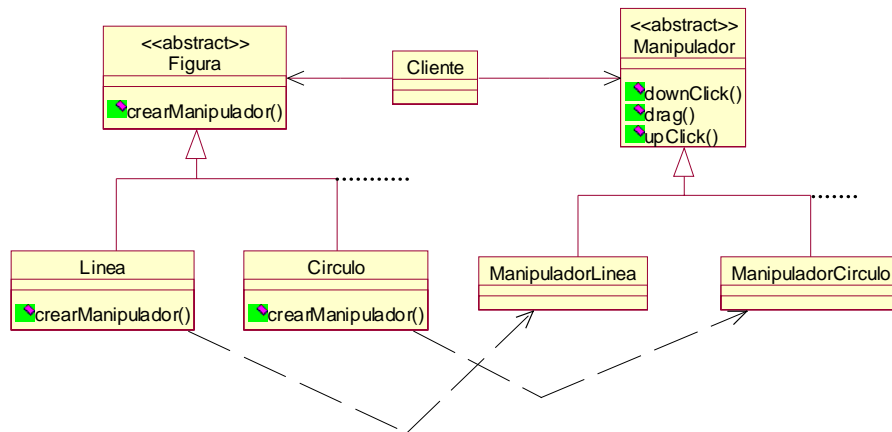 <<abstract>>
Figura
crearManipulador()
Cliente
<<abstract>>
Manipulador
downClick()
drag()
upClick()
Linea
crearManipulador()
Circulo
crearManipulador()
ManipuladorLinea
ManipuladorCirculo